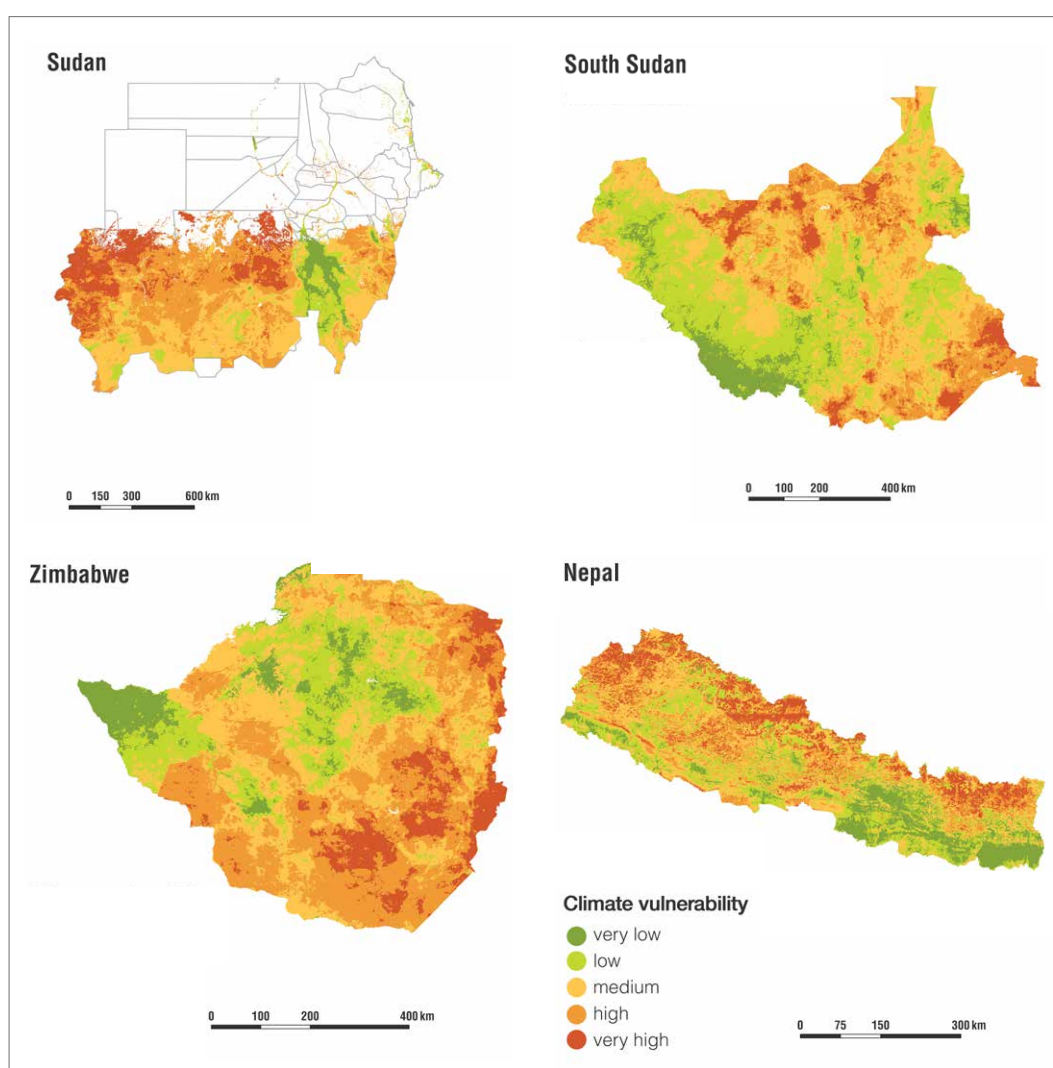 Sudan
South Sudan
0 150 300 600 km
0 100 200 400 km
Zimbabwe
Nepal
Climate vulnerability
very low
low
medium
high
very high
0 100 200 400 km
0 75 150 300 km